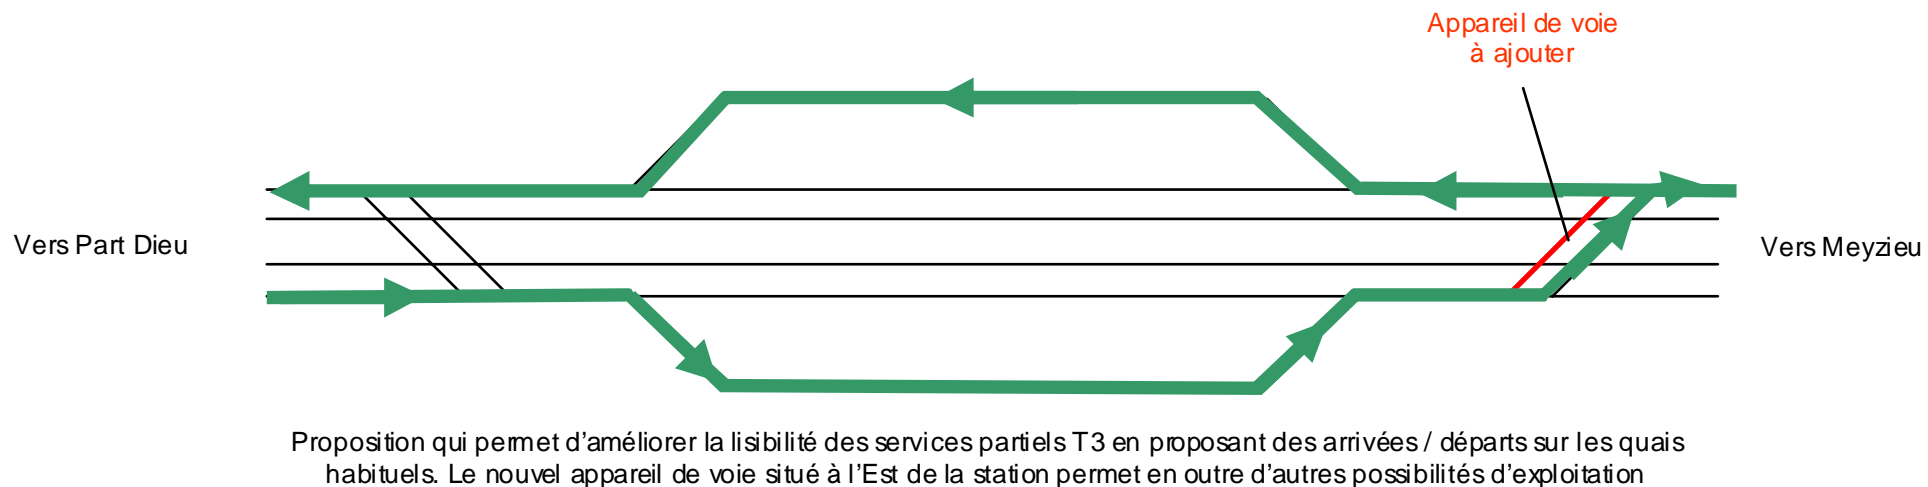 Appareil de voie
à ajouter
Vers Part Dieu
Vers Meyzieu
Proposition qui permet d'améliorer la lisibilité des services partiels T3 en proposant des arrivées / départs sur les quais
habituels. Le nouvel appareil de voie situé à l'Est de la station permet en outre d'autres possibilités d'exploitation